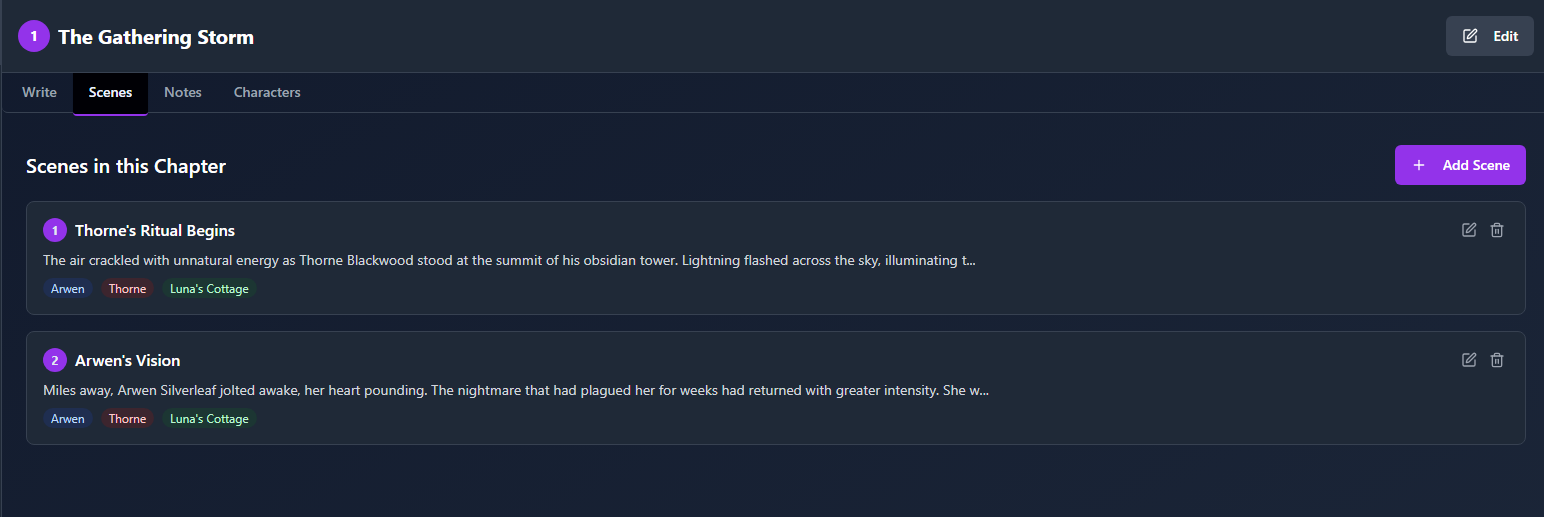 1 The Gathering Storm
Edit
Write Scenes Notes Characters
Scenes in this Chapter
+ Add Scene
1 Thorne's Ritual Begins
The air crackled with unnatural energy as Thorne Blackwood stood at the summit of his obsidian tower. Lightning flashed across the sky, illuminating t...
Arwen Thorne Luna's Cottage
2 Arwen's Vision
Miles away, Arwen Silverleaf jolted awake, her heart pounding. The nightmare that had plagued her for weeks had returned with greater intensity. She w...
Arwen Thorne Luna's Cottage